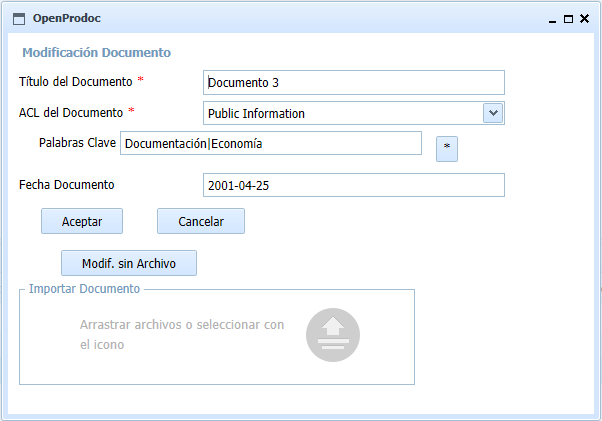 OpenProdoc
Modificación Documento
Título del Documento *
Documento 3
ACL del Documento *
Public Information
Palabras Clave
Documentación|Economía
*
Fecha Documento
2001-04-25
Aceptar
Cancelar
Modif. sin Archivo
Importar Documento
Arrastrar archivos o seleccionar con
el icono